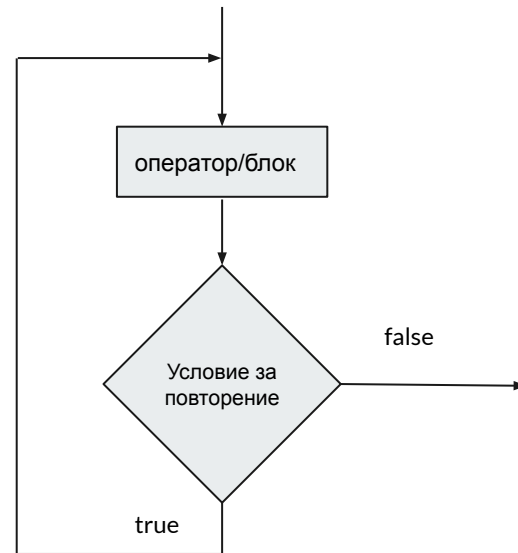 оператор/блок
false
Условие за
повторение
true